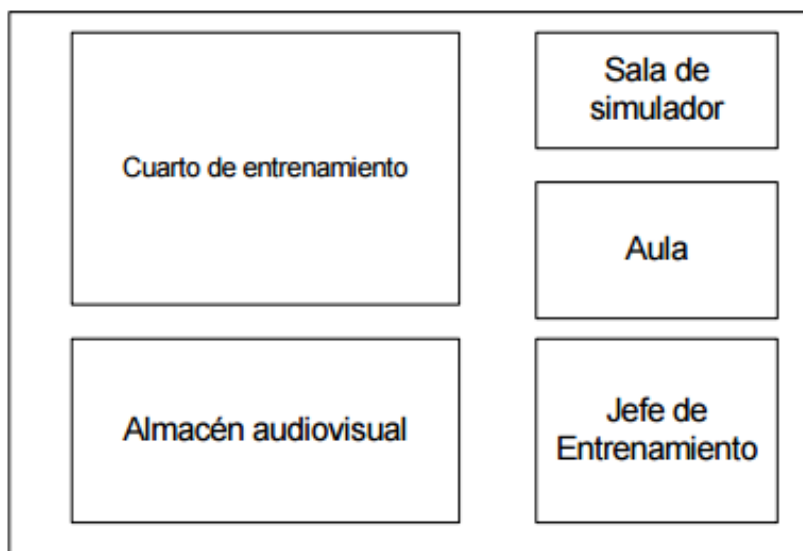 Cuarto de entrenamiento
Almacén audiovisual
Sala de
simulador
Aula
Jefe de
Entrenamiento